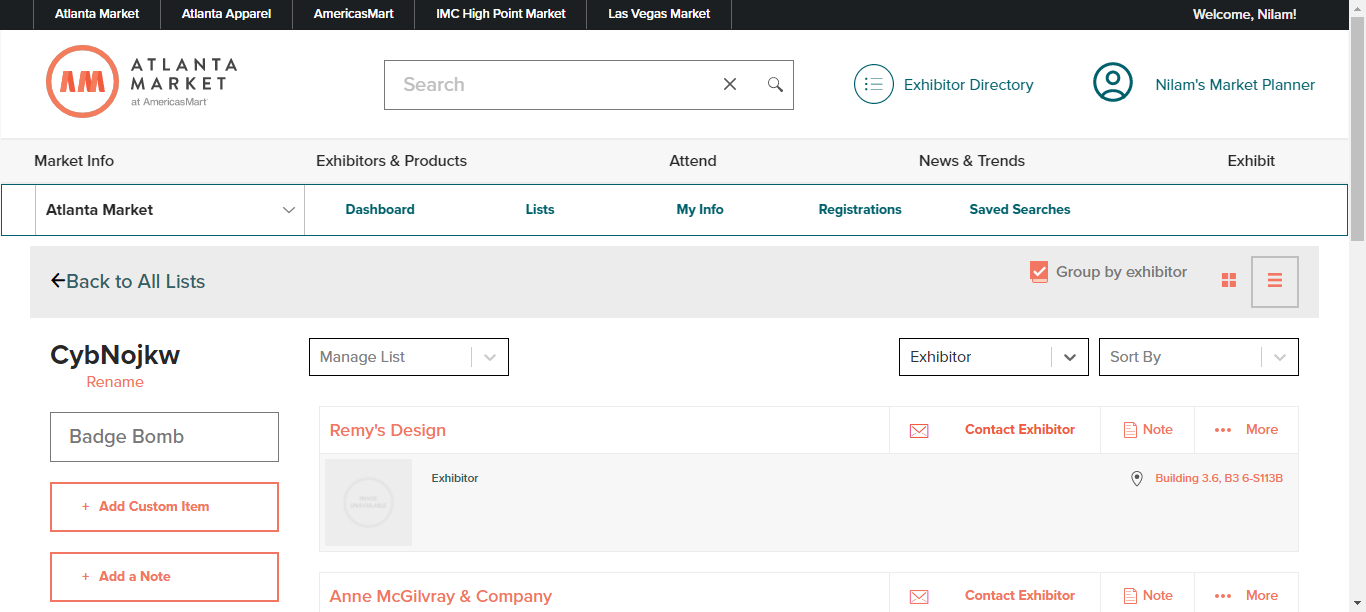 Atlanta Market
Atlanta Apparel
AmericasMart
IMC High Point Market
Las Vegas Market
Welcome, Nilam!
AM
ATLANTA
MARKET
at AmericasMart
Search
Exhibitor Directory
Nilam's Market Planner
Market Info
Exhibitors & Products
Attend
News & Trends
Exhibit
Atlanta Market
Dashboard
Lists
My Info
Registrations
Saved Searches
Back to All Lists
Group by exhibitor
CybNojkw
Rename
Manage List
Exhibitor
Sort By
Badge Bomb
+ Add Custom Item
+ Add a Note
Remy's Design
Contact Exhibitor
Note
More
IMAGE
UNAVAILABLE
Exhibitor
Building 3.6, B3 6-S113B
Anne McGilvray & Company
Contact Exhibitor
Note
More